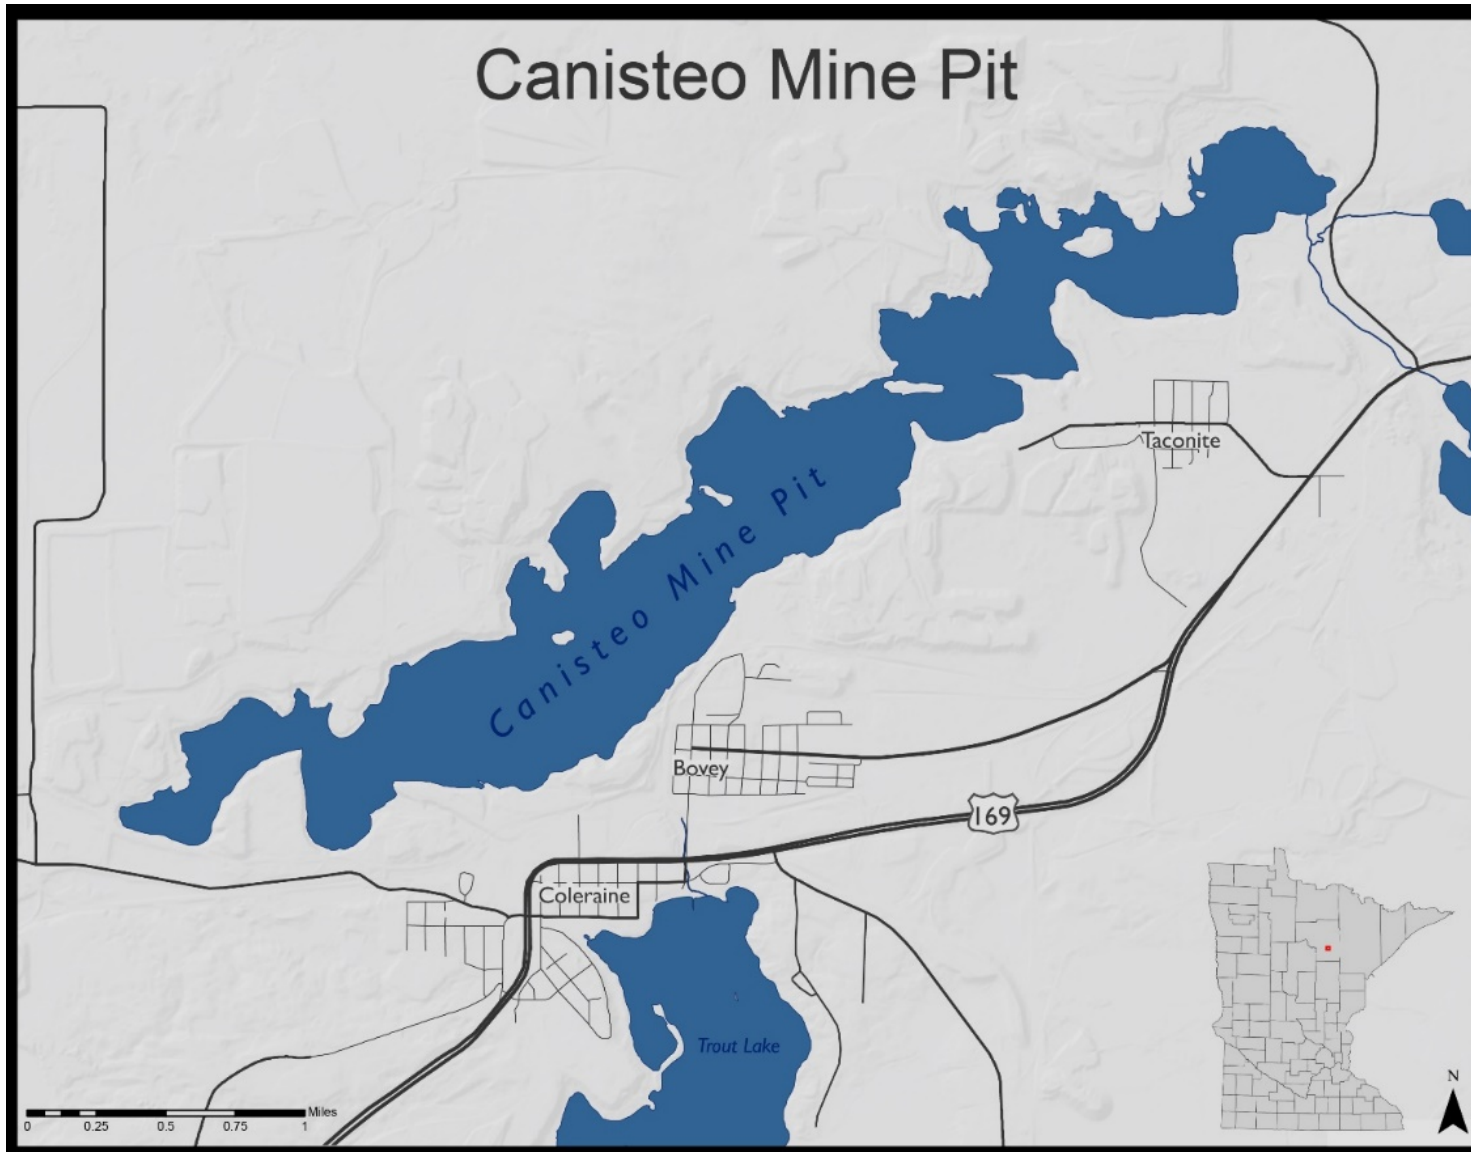 Canisteo Mine Pit
Taconite
Canisteo Mine Pit
Bovey
169
Coleraine
Trout Lake
N
Miles
0 0.25 0.5 0.75 1